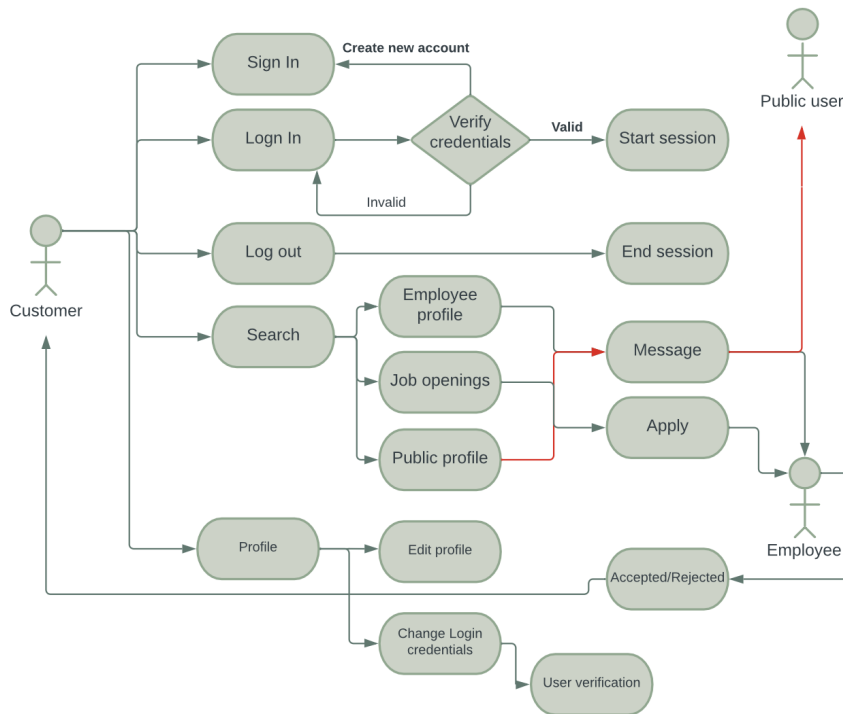 Create new account
Sign In
Public user
Logn In
Verify
credentials
Valid
Start session
Invalid
Log out
End session
Customer
Employee
profile
Search
Message
Job openings
Apply
Public profile
Employee
Profile
Edit profile
Accepted/Rejected
Change Login
credentials
User verification